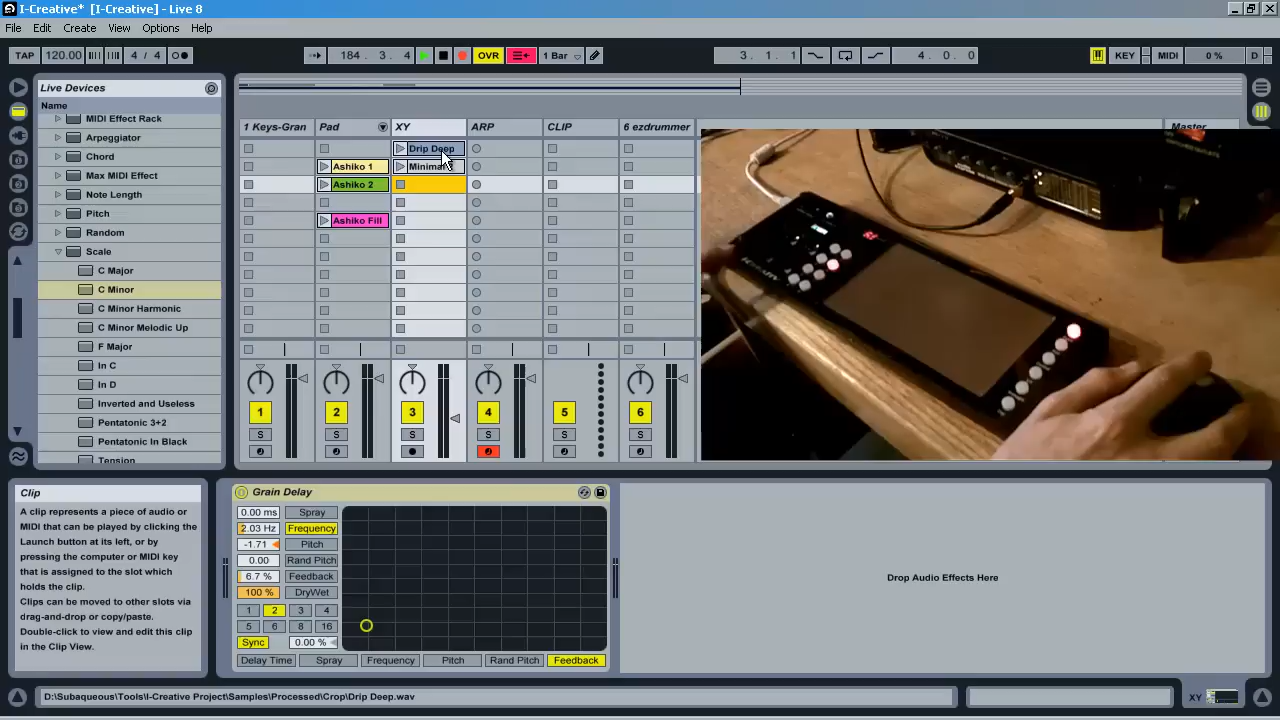 I-Creative* [I-Creative] - Live 8
File Edit Create View Options Help
TAP 120.00 4 / 4 184 . 3 . 4 OVR 1 Bar 3 . 1 . 1 4 . 0 . 0 KEY MIDI 0 % D
Live Devices
Name
MIDI Effect Rack
Arpeggiator
Chord
Max MIDI Effect
Note Length
Pitch
Random
Scale
C Major
C Minor
C Minor Harmonic
C Minor Melodic Up
F Major
In C
In D
Inverted and Useless
Pentatonic 3+2
Pentatonic In Black
Tension
1 Keys-Gran Pad XY ARP CLIP 6 ezdrummer Master
Drip Deep
Ashiko 1 Minimal
Ashiko 2
Ashiko Fill
1 2 3 4 5 6
S S S S S S
Clip
A clip represents a piece of audio or
MIDI that can be played by clicking the
Launch button at its left, or by
pressing the computer or MIDI key
that is assigned to the slot which
holds the clip.
Clips can be moved to other slots via
drag-and-drop or copy/paste.
Double-click to view and edit this clip
in the Clip View.
Grain Delay
0.00 ms Spray
2.03 Hz Frequency
-1.71 Pitch
0.00 Rand Pitch
6.7 % Feedback
100 % DryWet
1 2 3 4
5 6 8 16
Sync 0.00 %
Delay Time Spray Frequency Pitch Rand Pitch Feedback
Drop Audio Effects Here
D:\Subaqueous\Tools\I-Creative Project\Samples\Processed\Crop\Drip Deep.wav
XY